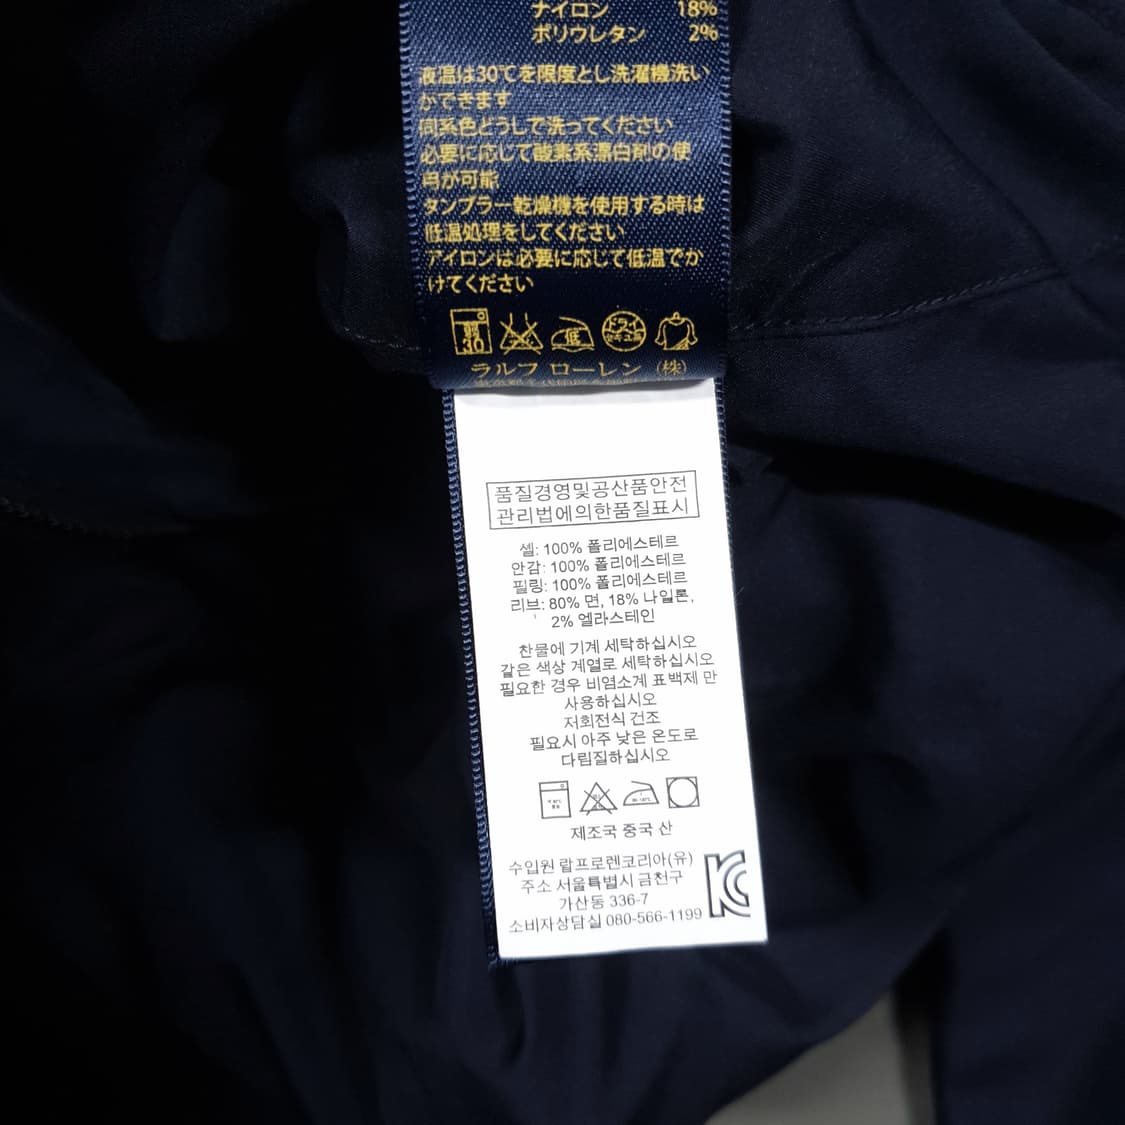 ナイロン 18%
ポリウレタン 2%
液温は30℃を限度とし洗濯機洗い
ができます
同系色どうしで洗ってください
必要に応じて酸素系漂白剤の使
用が可能
タンブラー乾燥機を使用する時は
低温処理をしてください
アイロンは必要に応じて低温でか
けてください
弱 30 低 ドライ セキユ系
ラルフ ローレン (株)
품질경영및공산품안전
관리법에의한품질표시
셸: 100% 폴리에스테르
안감: 100% 폴리에스테르
필링: 100% 폴리에스테르
리브: 80% 면, 18% 나일론,
2% 엘라스테인
찬물에 기계 세탁하십시오
같은 색상 계열로 세탁하십시오
필요한 경우 비염소계 표백제 만
사용하십시오
저회전식 건조
필요시 아주 낮은 온도로
다림질하십시오
제조국 중국 산
수입원 랍프로렌코리아(유)
주소 서울특별시 금천구
가산동 336-7
소비자상담실 080-566-1199
KC